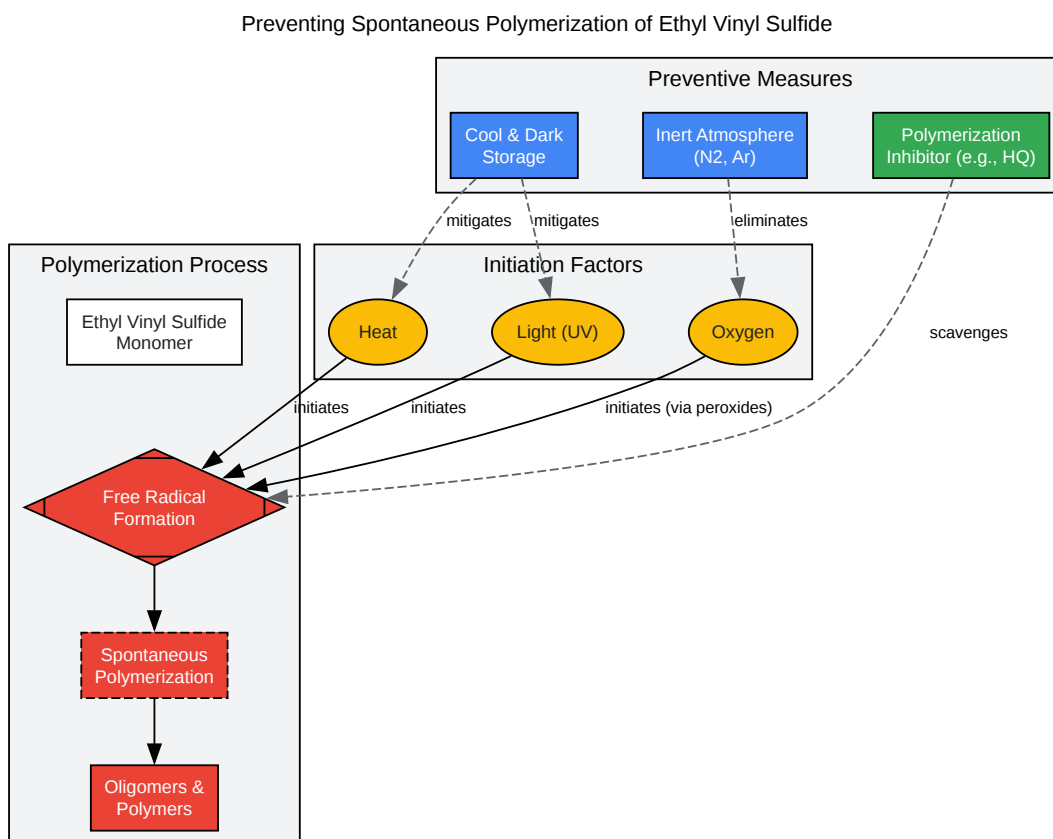 Preventing Spontaneous Polymerization of Ethyl Vinyl Sulfide
Preventive Measures
Cool & Dark
Storage
Inert Atmosphere
(N2, Ar)
Polymerization
Inhibitor (e.g., HQ)
mitigates
mitigates
eliminates
scavenges
Polymerization Process
Ethyl Vinyl Sulfide
Monomer
Initiation Factors
Heat
Light (UV)
Oxygen
initiates
initiates
initiates (via peroxides)
Free Radical
Formation
Spontaneous
Polymerization
Oligomers &
Polymers